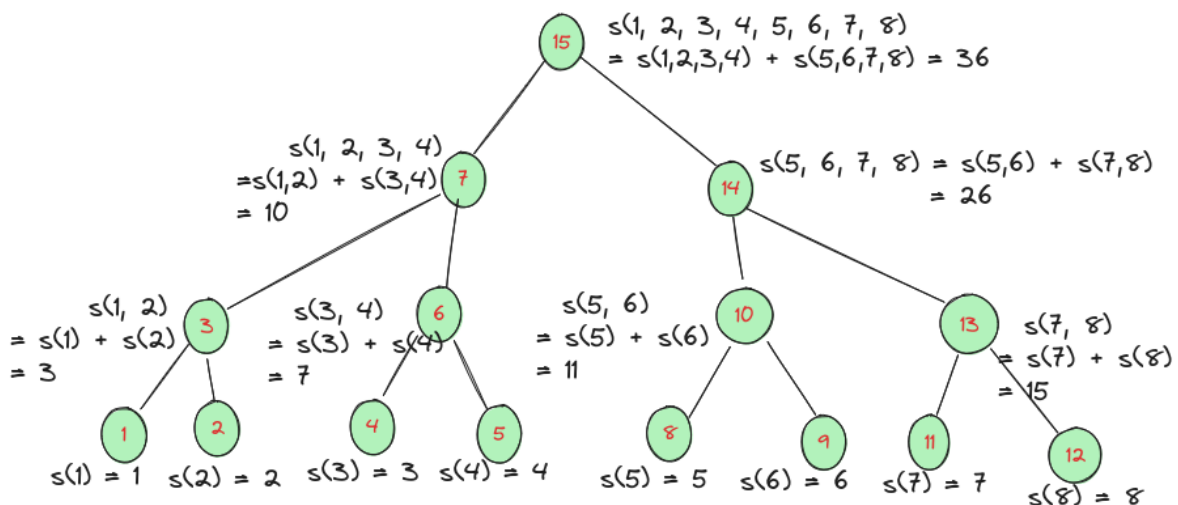 15
s(1, 2, 3, 4, 5, 6, 7, 8)
= s(1,2,3,4) + s(5,6,7,8) = 36
7
s(1, 2, 3, 4)
=s(1,2) + s(3,4)
= 10
14
s(5, 6, 7, 8) = s(5,6) + s(7,8)
= 26
3
s(1, 2)
= s(1) + s(2)
= 3
6
s(3, 4)
= s(3) + s(4)
= 7
10
s(5, 6)
= s(5) + s(6)
= 11
13
s(7, 8)
= s(7) + s(8)
= 15
1
s(1) = 1
2
s(2) = 2
4
s(3) = 3
5
s(4) = 4
8
s(5) = 5
9
s(6) = 6
11
s(7) = 7
12
s(8) = 8